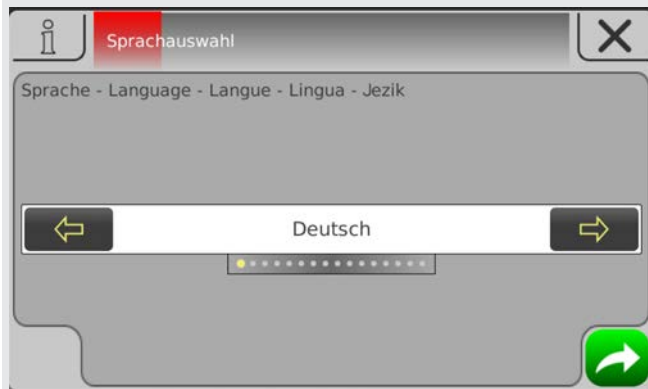 Sprachauswahl
Sprache - Language - Langue - Lingua - Jezik
Deutsch